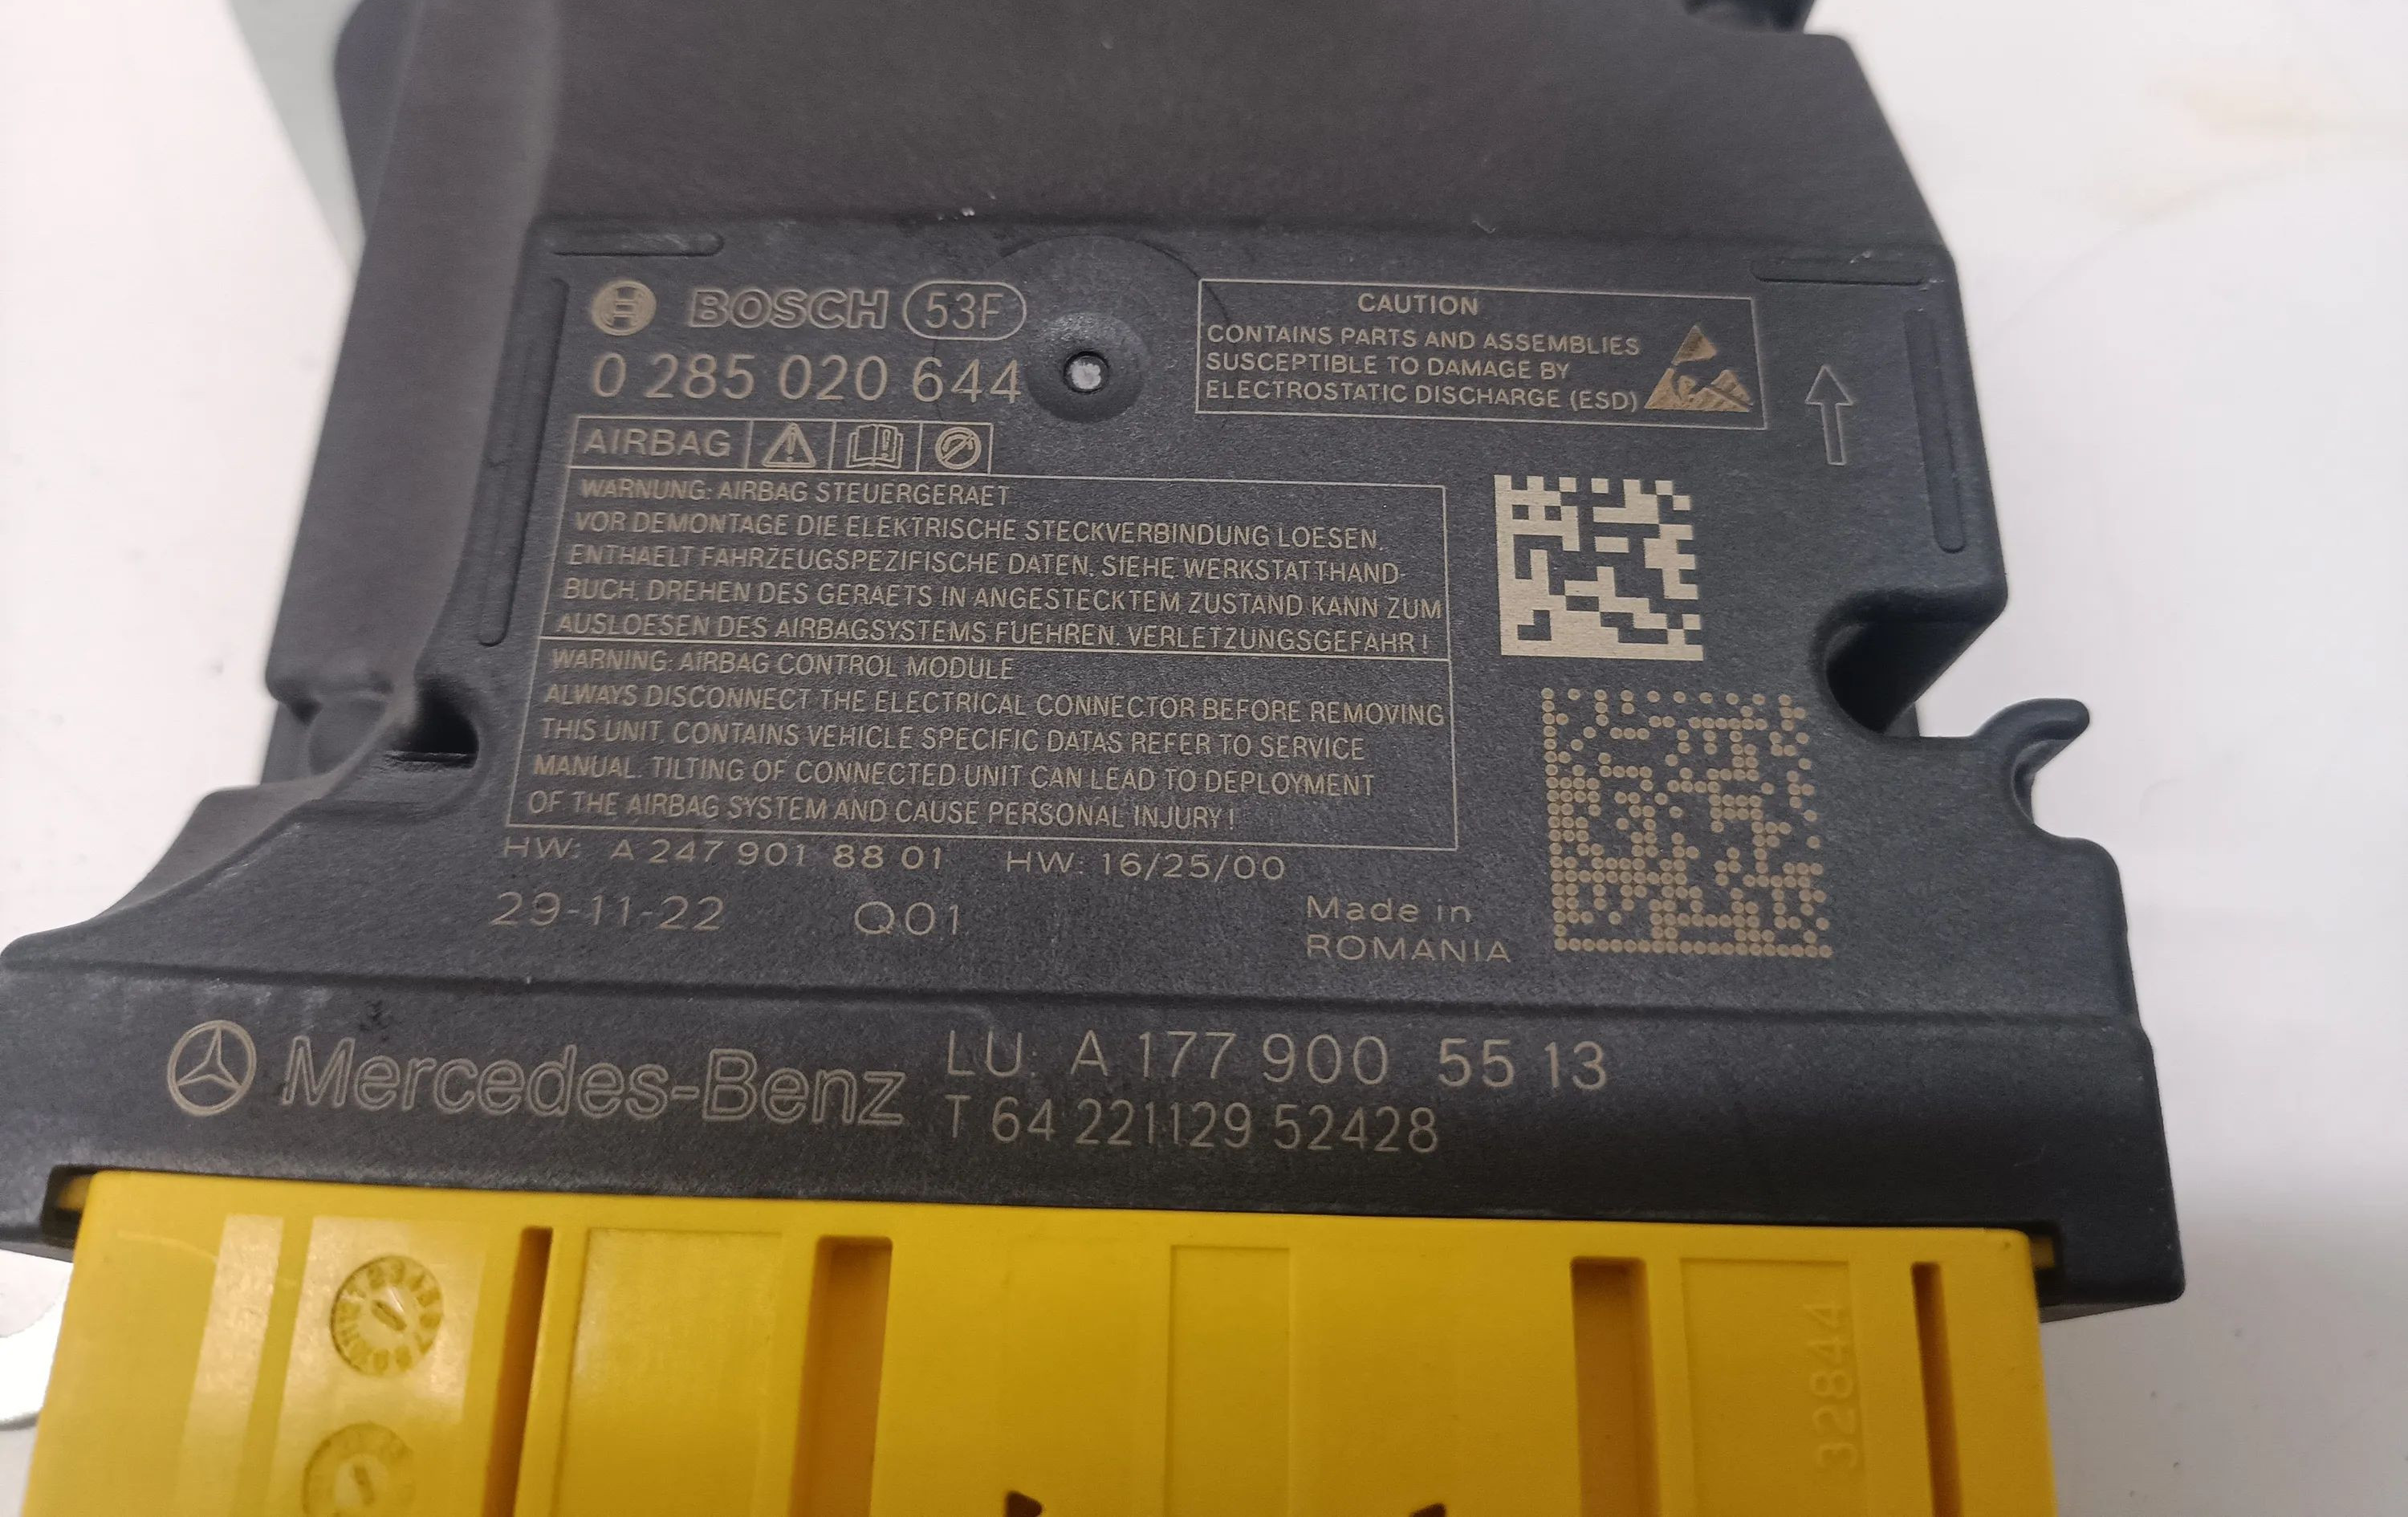 BOSCH 53F
0 285 020 644
CAUTION
CONTAINS PARTS AND ASSEMBLIES
SUSCEPTIBLE TO DAMAGE BY
ELECTROSTATIC DISCHARGE (ESD)
AIRBAG
WARNUNG: AIRBAG STEUERGERAET
VOR DEMONTAGE DIE ELEKTRISCHE STECKVERBINDUNG LOESEN.
ENTHAELT FAHRZEUGSPEZIFISCHE DATEN. SIEHE WERKSTATTHAND-
BUCH. DREHEN DES GERAETS IN ANGESTECKTEM ZUSTAND KANN ZUM
AUSLOESEN DES AIRBAGSYSTEMS FUEHREN. VERLETZUNGSGEFAHR!
WARNING: AIRBAG CONTROL MODULE
ALWAYS DISCONNECT THE ELECTRICAL CONNECTOR BEFORE REMOVING
THIS UNIT. CONTAINS VEHICLE SPECIFIC DATAS REFER TO SERVICE
MANUAL. TILTING OF CONNECTED UNIT CAN LEAD TO DEPLOYMENT
OF THE AIRBAG SYSTEM AND CAUSE PERSONAL INJURY!
HW: A 247 901 88 01 HW: 16/25/00
29-11-22 Q01
Made in
ROMANIA
Mercedes-Benz
LU: A 177 900 55 13
T 64 221129 52428
32844